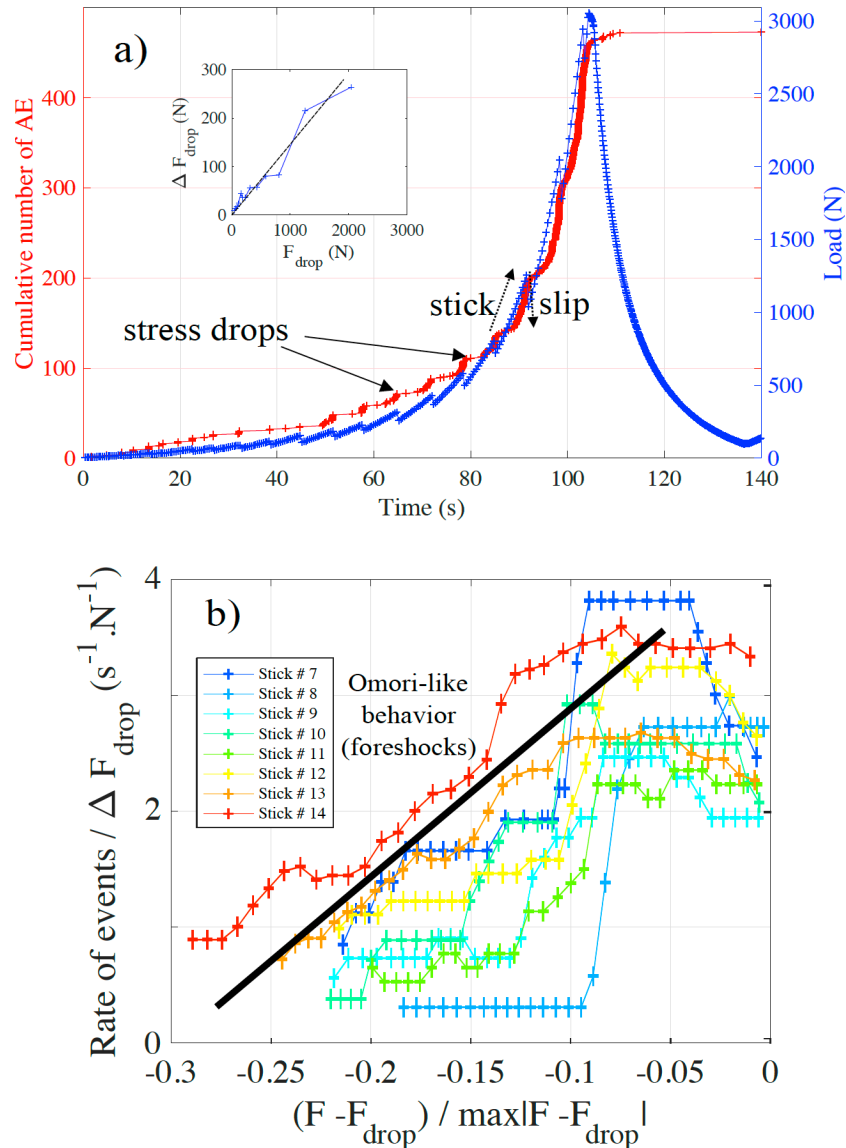 a)
Cumulative number of AE
0
100
200
300
400
Load (N)
0
500
1000
1500
2000
2500
3000
0 20 40 60 80 100 120 140
Time (s)
Δ F_drop (N)
0
100
200
300
0 1000 2000 3000
F_drop (N)
stress drops
stick
slip
b)
Rate of events / Δ F_drop (s^-1 .N^-1)
0
2
4
Stick # 7
Stick # 8
Stick # 9
Stick # 10
Stick # 11
Stick # 12
Stick # 13
Stick # 14
Omori-like
behavior
(foreshocks)
-0.3 -0.25 -0.2 -0.15 -0.1 -0.05 0
(F -F_drop) / max|F -F_drop|